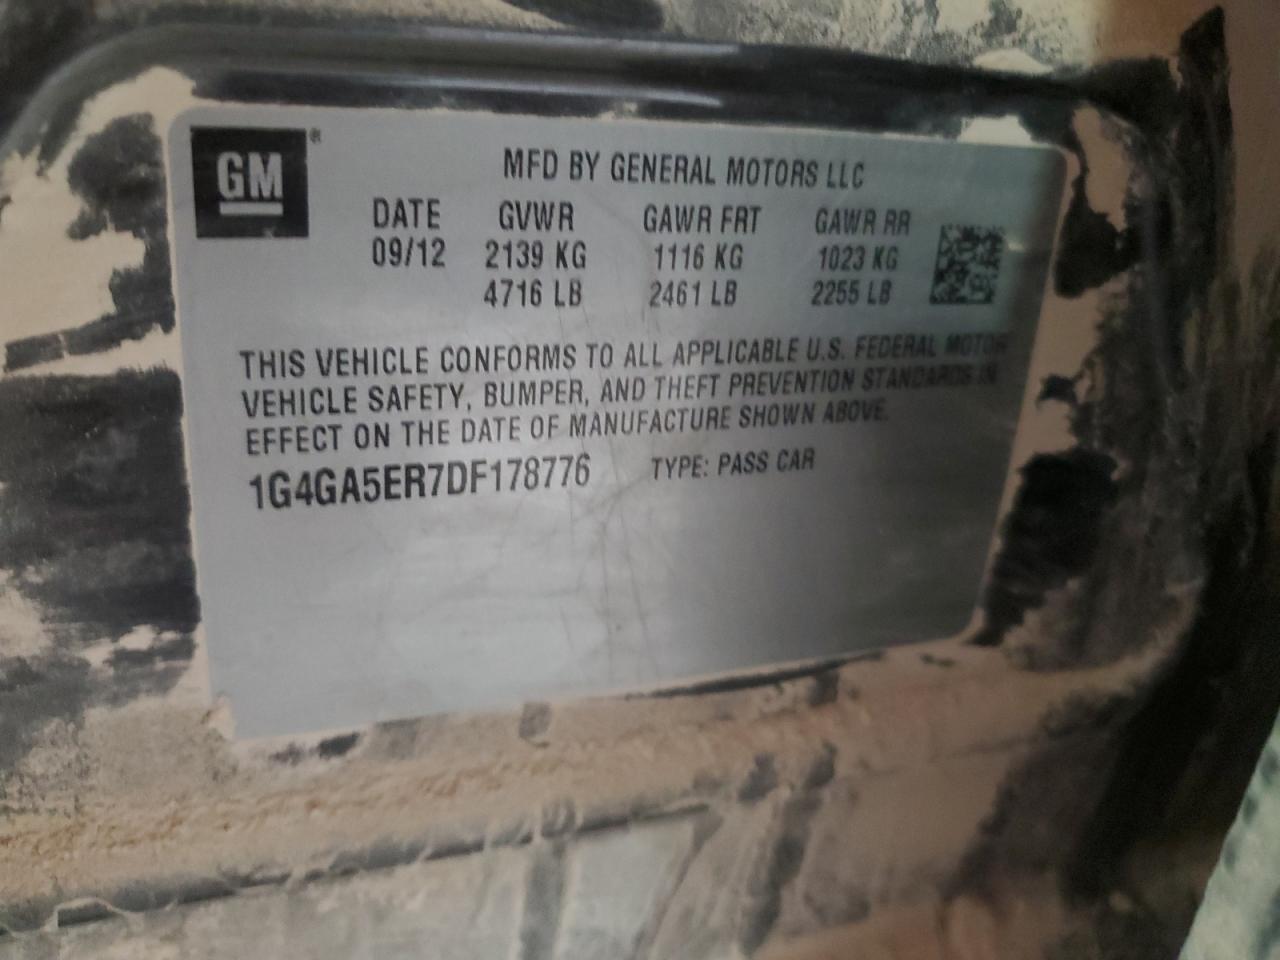 GM®
MFD BY GENERAL MOTORS LLC
DATE GVWR GAWR FRT GAWR RR
09/12 2139 KG 1116 KG 1023 KG
4716 LB 2461 LB 2255 LB
THIS VEHICLE CONFORMS TO ALL APPLICABLE U.S. FEDERAL MOTOR
VEHICLE SAFETY, BUMPER, AND THEFT PREVENTION STANDARDS IN
EFFECT ON THE DATE OF MANUFACTURE SHOWN ABOVE.
1G4GA5ER7DF178776 TYPE: PASS CAR